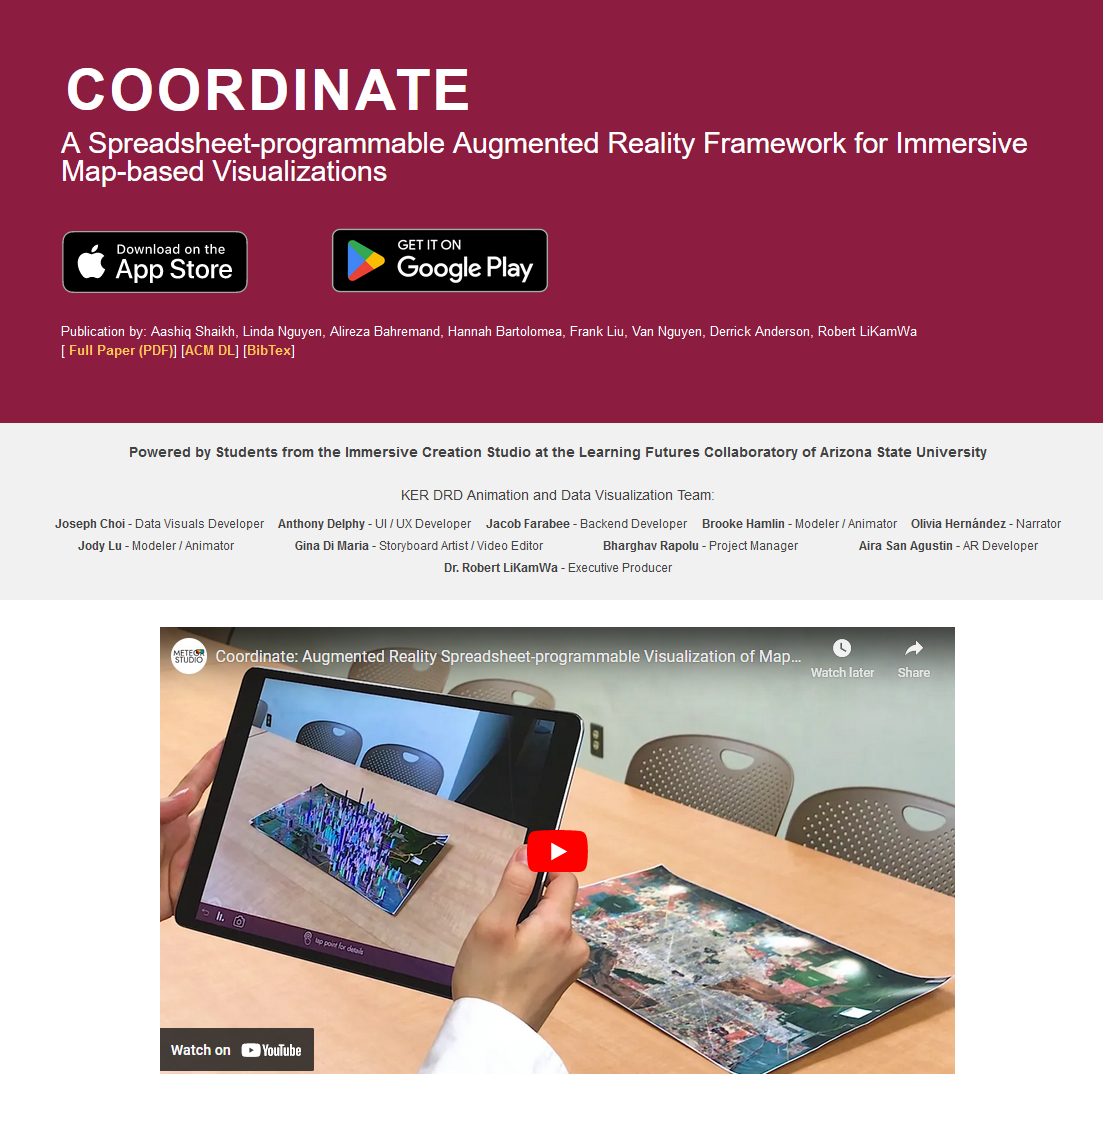 COORDINATE
A Spreadsheet-programmable Augmented Reality Framework for Immersive
Map-based Visualizations
Download on the
App Store
GET IT ON
Google Play
Publication by: Aashiq Shaikh, Linda Nguyen, Alireza Bahremand, Hannah Bartolomea, Frank Liu, Van Nguyen, Derrick Anderson, Robert LiKamWa
[ Full Paper (PDF)] [ACM DL] [BibTex]
Powered by Students from the Immersive Creation Studio at the Learning Futures Collaboratory of Arizona State University
KER DRD Animation and Data Visualization Team:
Joseph Choi - Data Visuals Developer Anthony Delphy - UI / UX Developer Jacob Farabee - Backend Developer Brooke Hamlin - Modeler / Animator Olivia Hernández - Narrator
Jody Lu - Modeler / Animator Gina Di Maria - Storyboard Artist / Video Editor Bharghav Rapolu - Project Manager Aira San Agustin - AR Developer
Dr. Robert LiKamWa - Executive Producer
METEOR
STUDIO
Coordinate: Augmented Reality Spreadsheet-programmable Visualization of Map...
Watch later
Share
tap point for details
Watch on YouTube